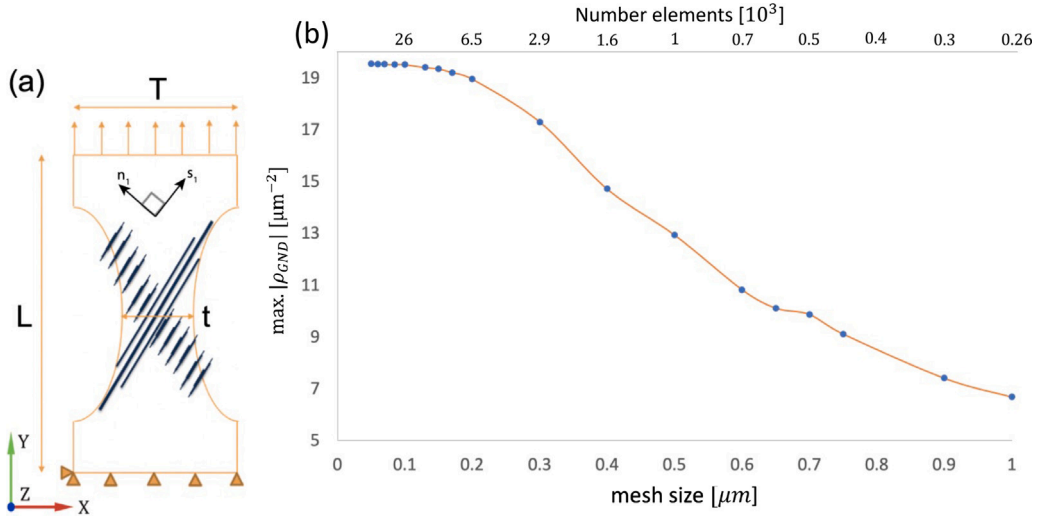 (a)
T
n₁
s₁
L
t
Y
Z
X
(b)
Number elements [10³]
26 6.5 2.9 1.6 1 0.7 0.5 0.4 0.3 0.26
max.|ρ_GND| [μm⁻²]
19
17
15
13
11
9
7
5
0 0.1 0.2 0.3 0.4 0.5 0.6 0.7 0.8 0.9 1
mesh size [μm]